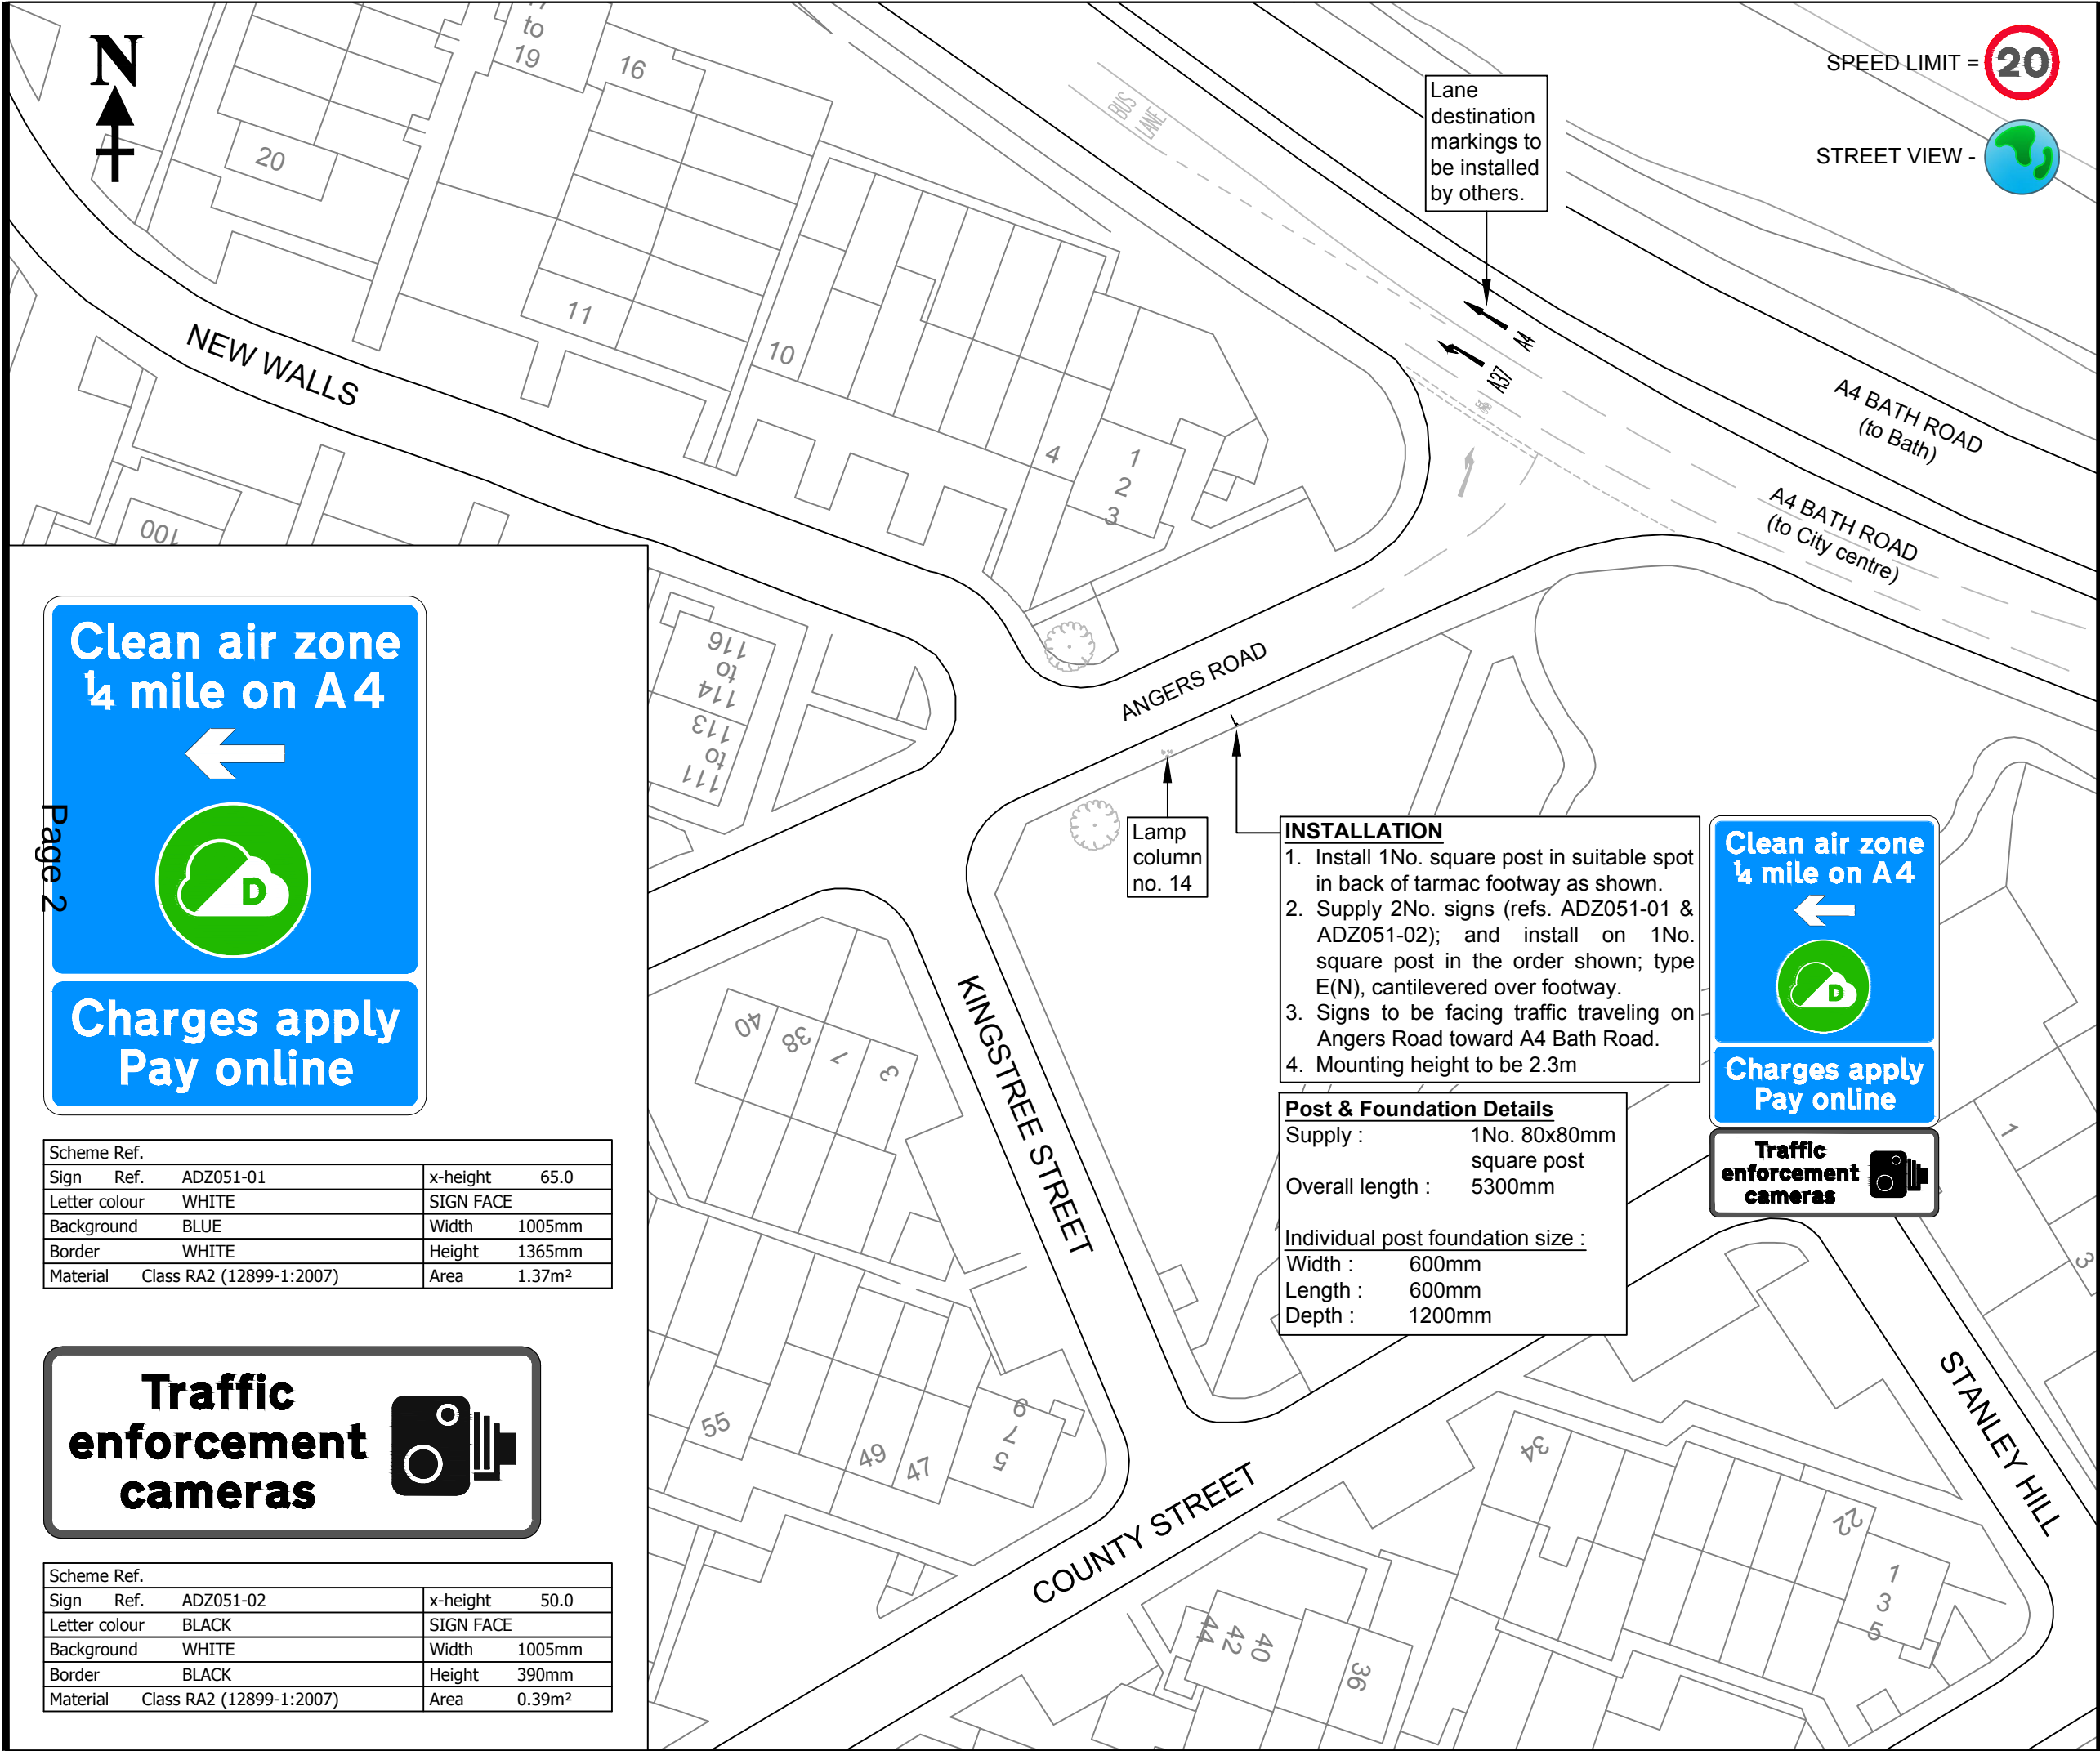 N
17
to
19
16
20
11
10
4
1
2
3
100
NEW WALLS
BUS
LANE
Lane
destination
markings to
be installed
by others.
SPEED LIMIT = 20
STREET VIEW -
A4
A37
A4 BATH ROAD
(to Bath)
A4 BATH ROAD
(to City centre)
ANGERS ROAD
116
to
114
113
to
111
Lamp
column
no. 14
Clean air zone
¼ mile on A4
D
Charges apply
Pay online
Page 2
Scheme Ref.
Sign Ref. ADZ051-01 x-height 65.0
Letter colour WHITE SIGN FACE
Background BLUE Width 1005mm
Border WHITE Height 1365mm
Material Class RA2 (12899-1:2007) Area 1.37m²
Traffic
enforcement
cameras
Scheme Ref.
Sign Ref. ADZ051-02 x-height 50.0
Letter colour BLACK SIGN FACE
Background WHITE Width 1005mm
Border BLACK Height 390mm
Material Class RA2 (12899-1:2007) Area 0.39m²
INSTALLATION
1. Install 1No. square post in suitable spot
in back of tarmac footway as shown.
2. Supply 2No. signs (refs. ADZ051-01 &
ADZ051-02); and install on 1No.
square post in the order shown; type
E(N), cantilevered over footway.
3. Signs to be facing traffic traveling on
Angers Road toward A4 Bath Road.
4. Mounting height to be 2.3m
Post & Foundation Details
Supply : 1No. 80x80mm
square post
Overall length : 5300mm
Individual post foundation size :
Width : 600mm
Length : 600mm
Depth : 1200mm
Clean air zone
¼ mile on A4
D
Charges apply
Pay online
Traffic
enforcement
cameras
40
38
1
3
KINGSTREE STREET
55
49
47
9
7
5
COUNTY STREET
STANLEY HILL
1
3
34
22
1
3
5
44
42
40
36